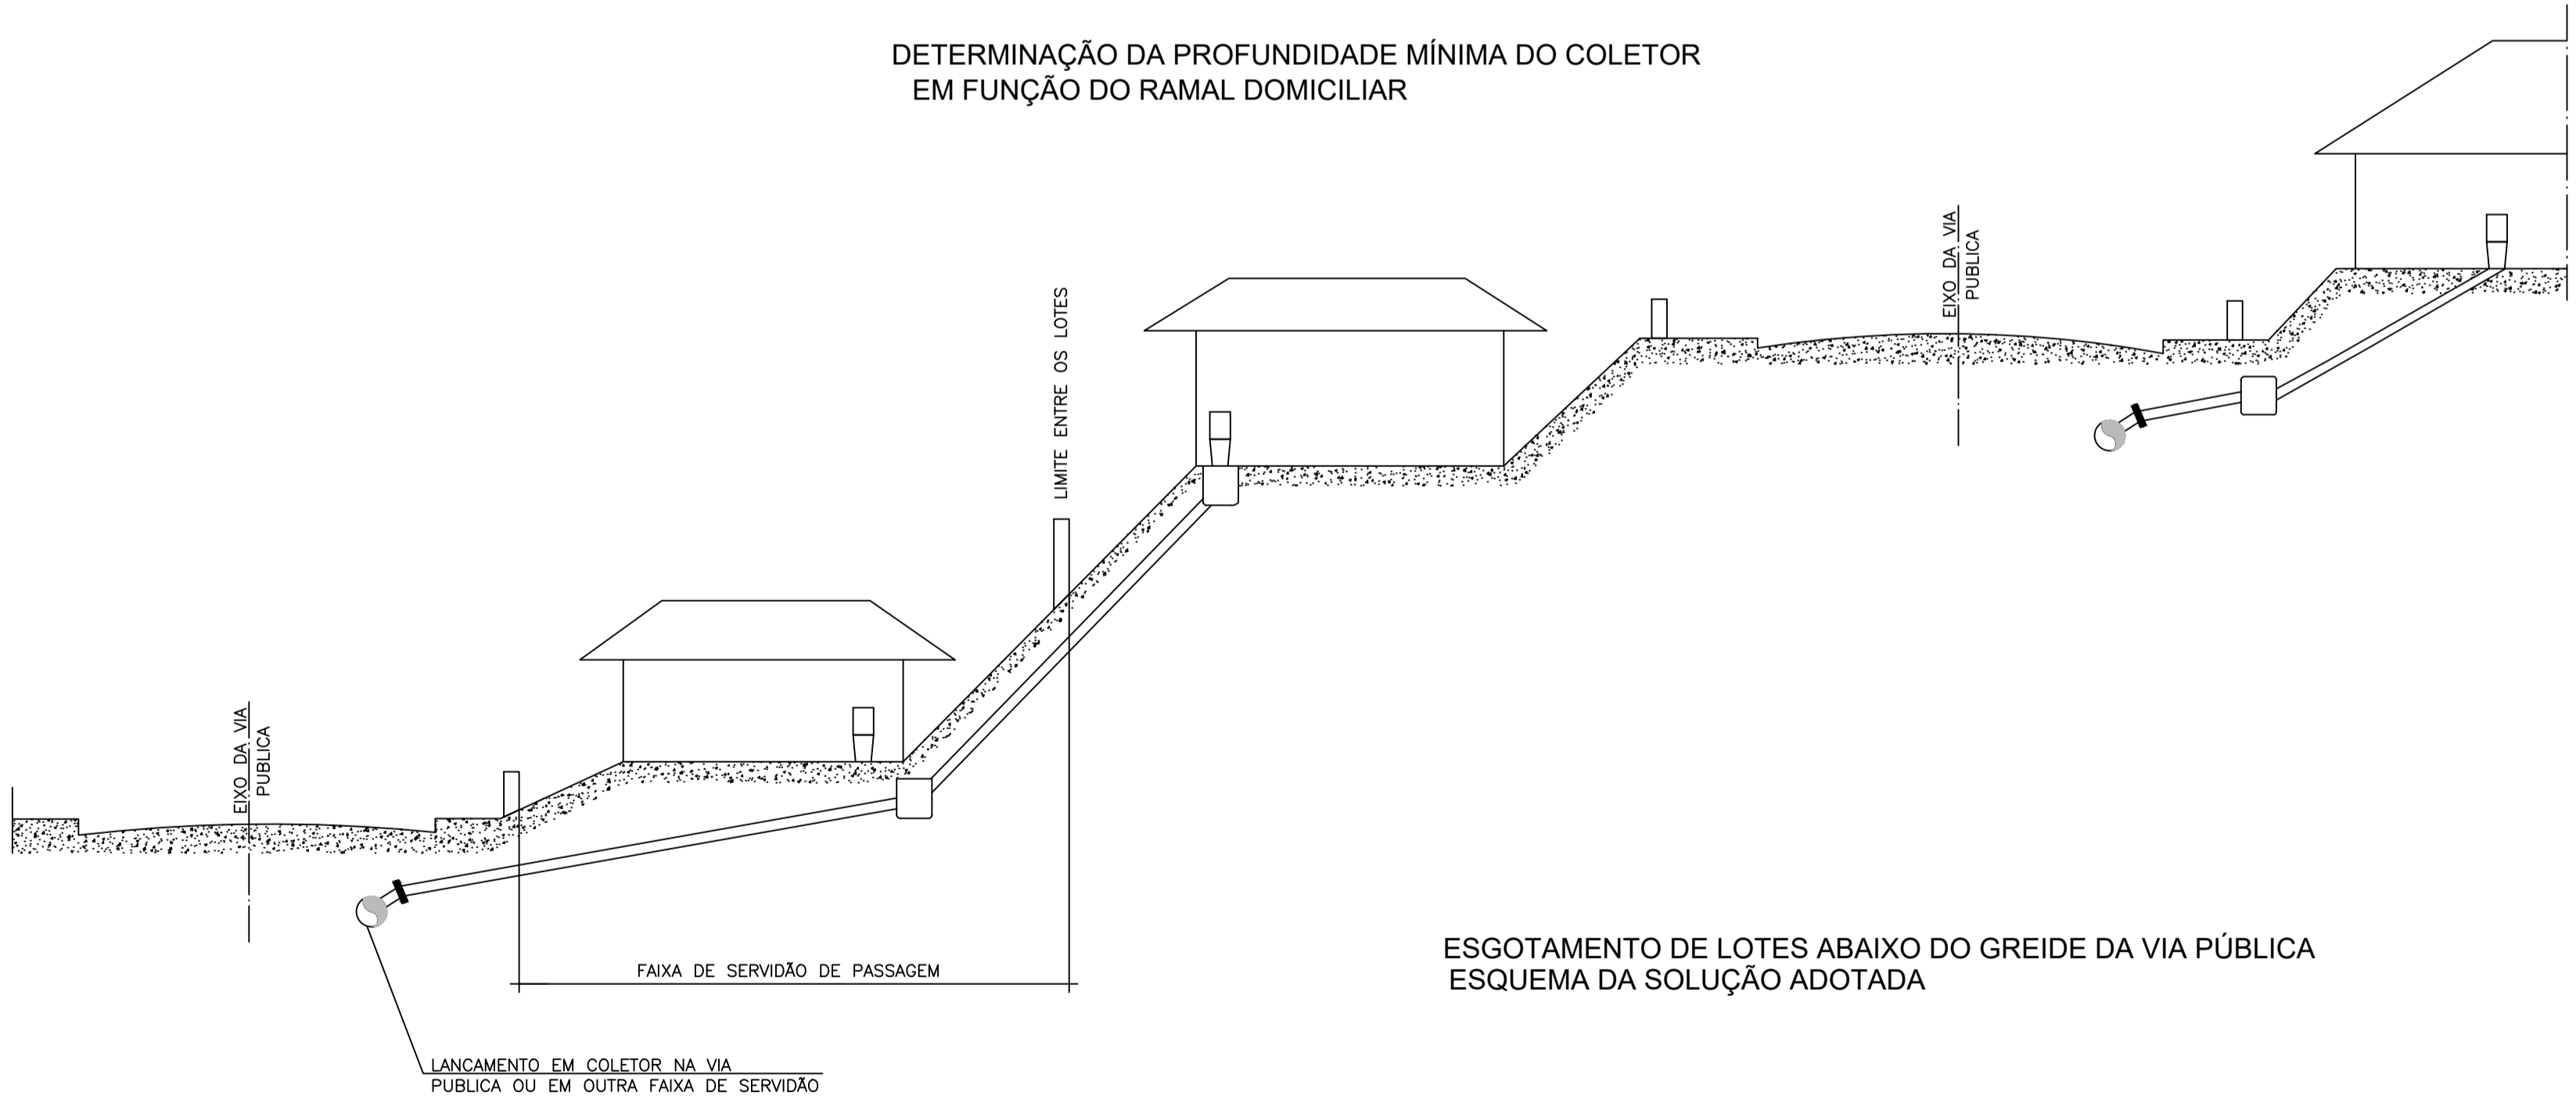 DETERMINAÇÃO DA PROFUNDIDADE MÍNIMA DO COLETOR
EM FUNÇÃO DO RAMAL DOMICILIAR
EIXO DA VIA
PUBLICA
LIMITE ENTRE OS LOTES
EIXO DA VIA
PUBLICA
FAIXA DE SERVIDÃO DE PASSAGEM
ESGOTAMENTO DE LOTES ABAIXO DO GREIDE DA VIA PÚBLICA
ESQUEMA DA SOLUÇÃO ADOTADA
LANCAMENTO EM COLETOR NA VIA
PUBLICA OU EM OUTRA FAIXA DE SERVIDÃO